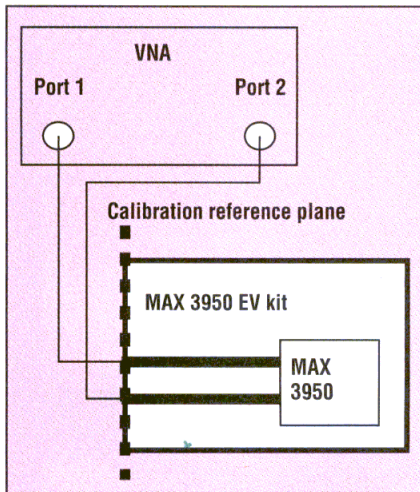 VNA
Port 1
Port 2
Calibration reference plane
MAX 3950 EV kit
MAX
3950